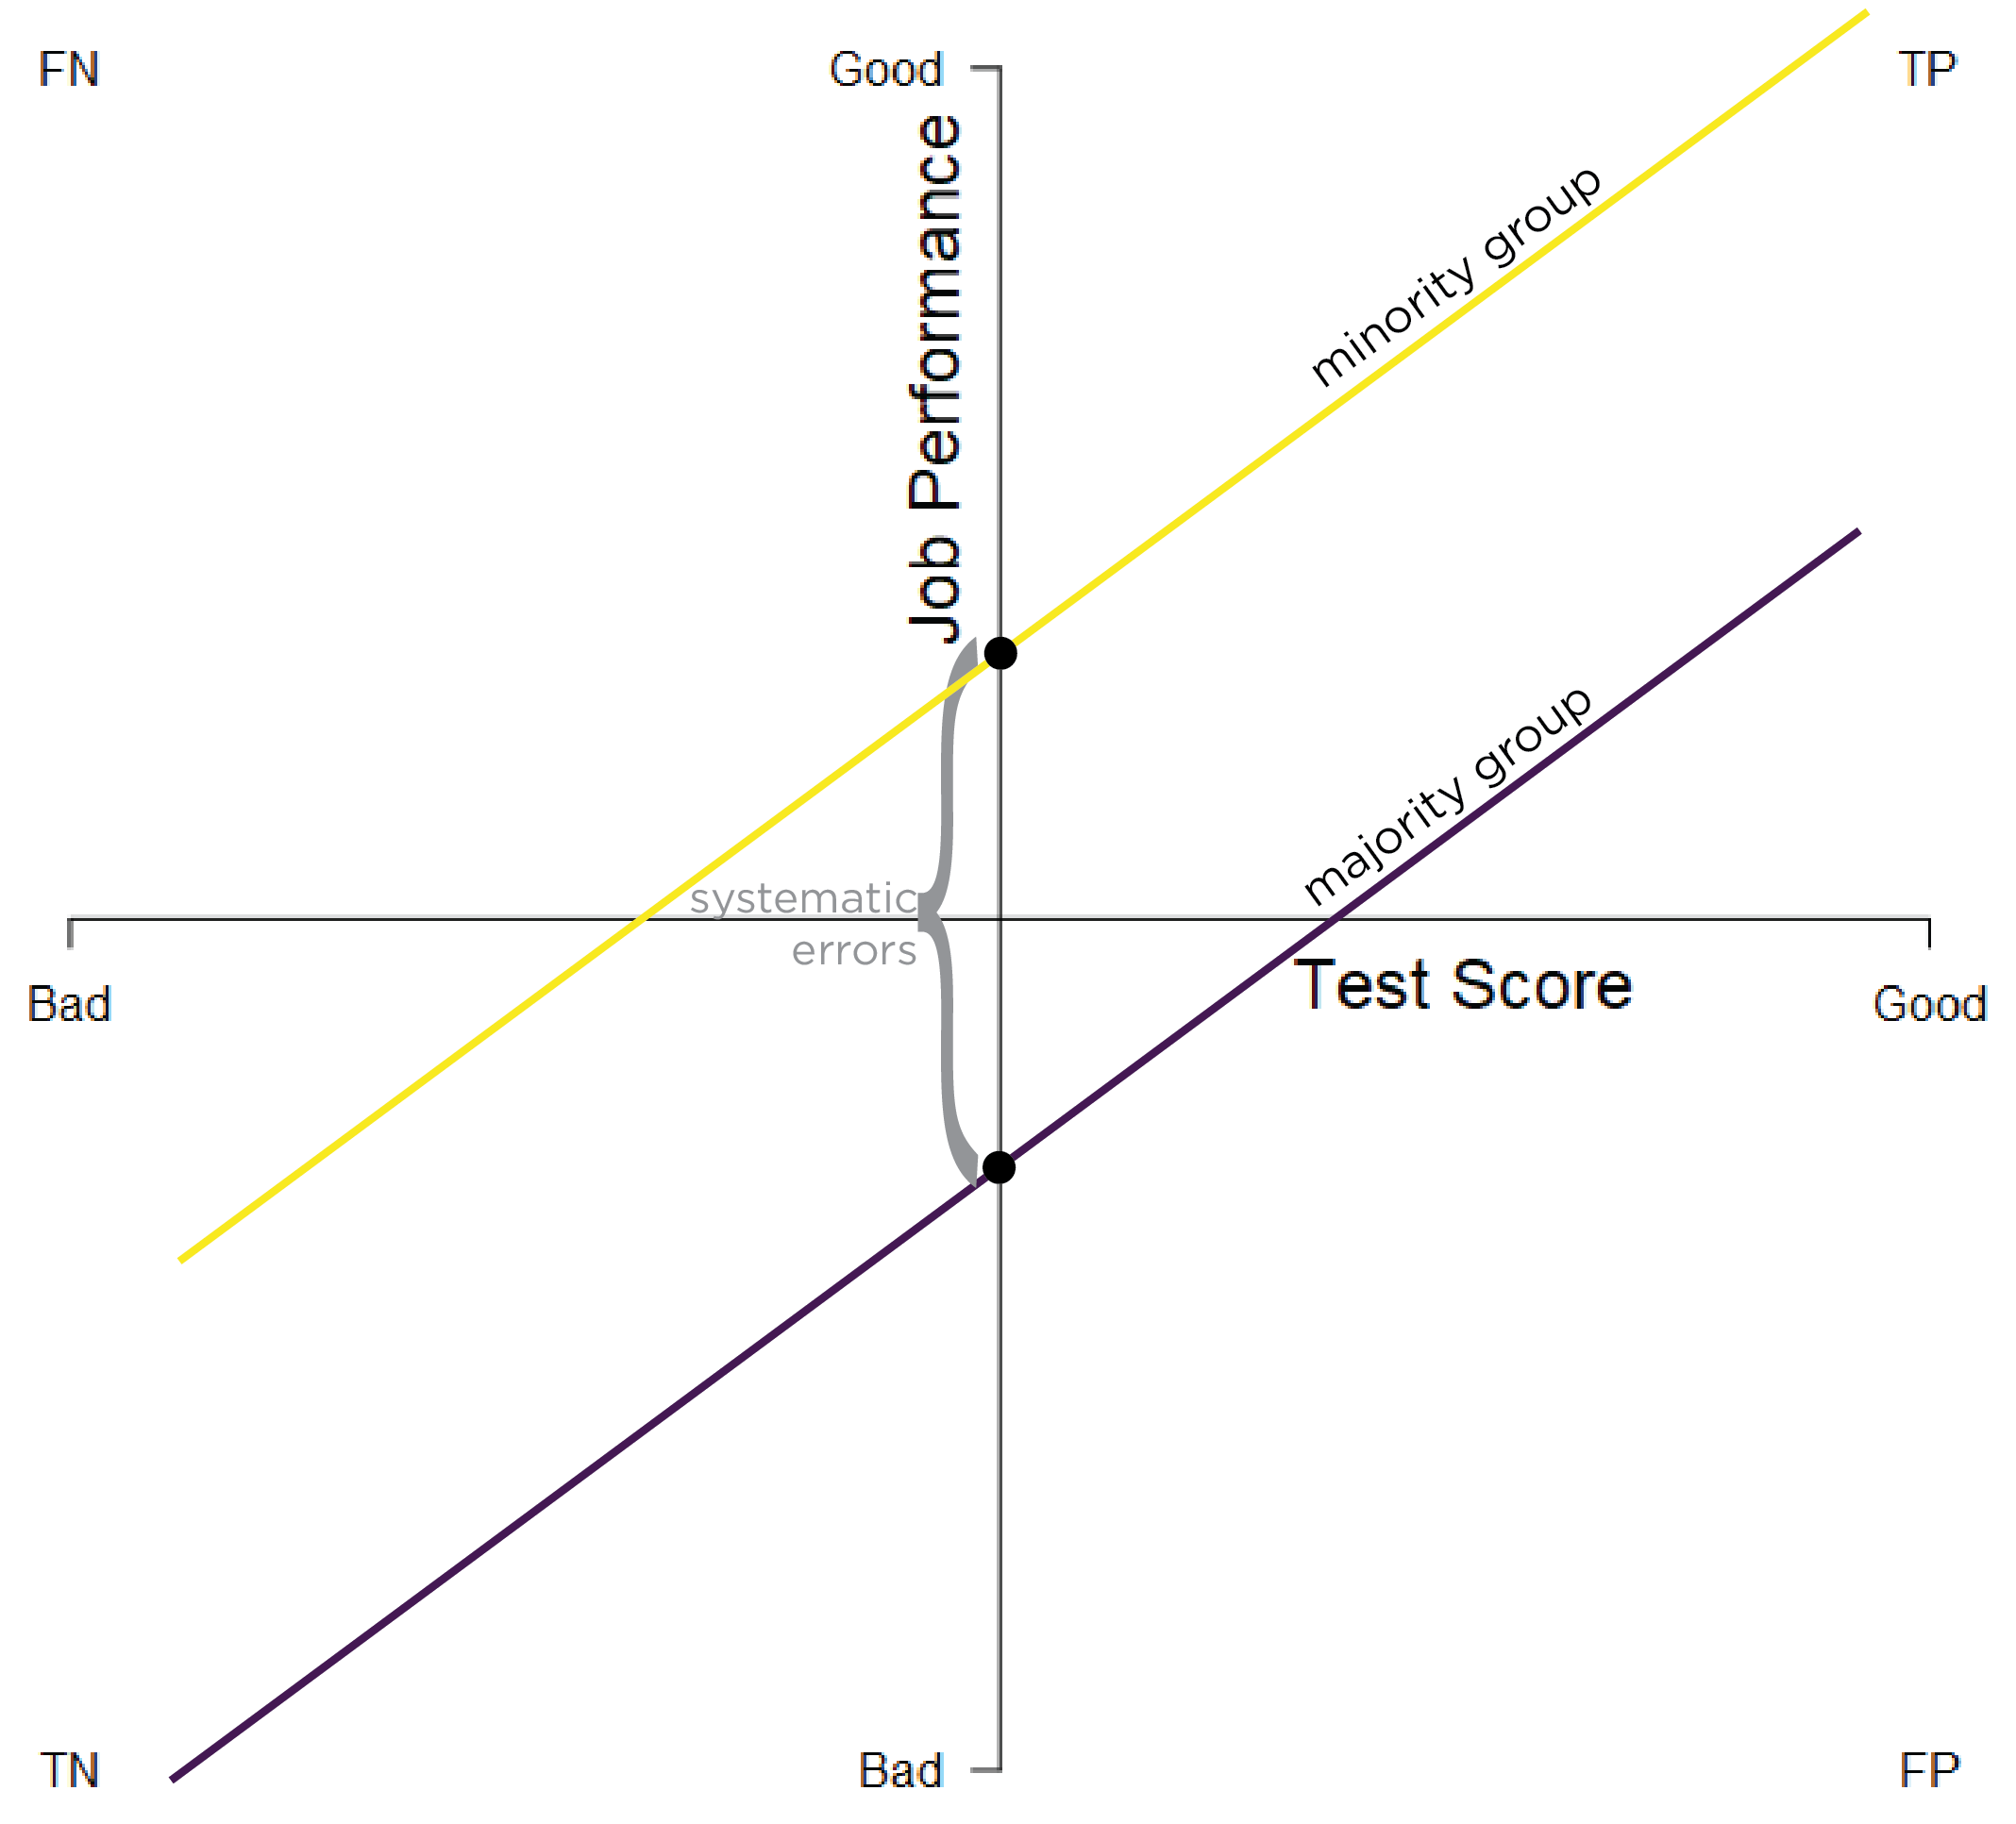 FN
Good
TP
Job Performance
minority group
majority group
systematic
errors
Test Score
Bad
Good
TN
Bad
FP